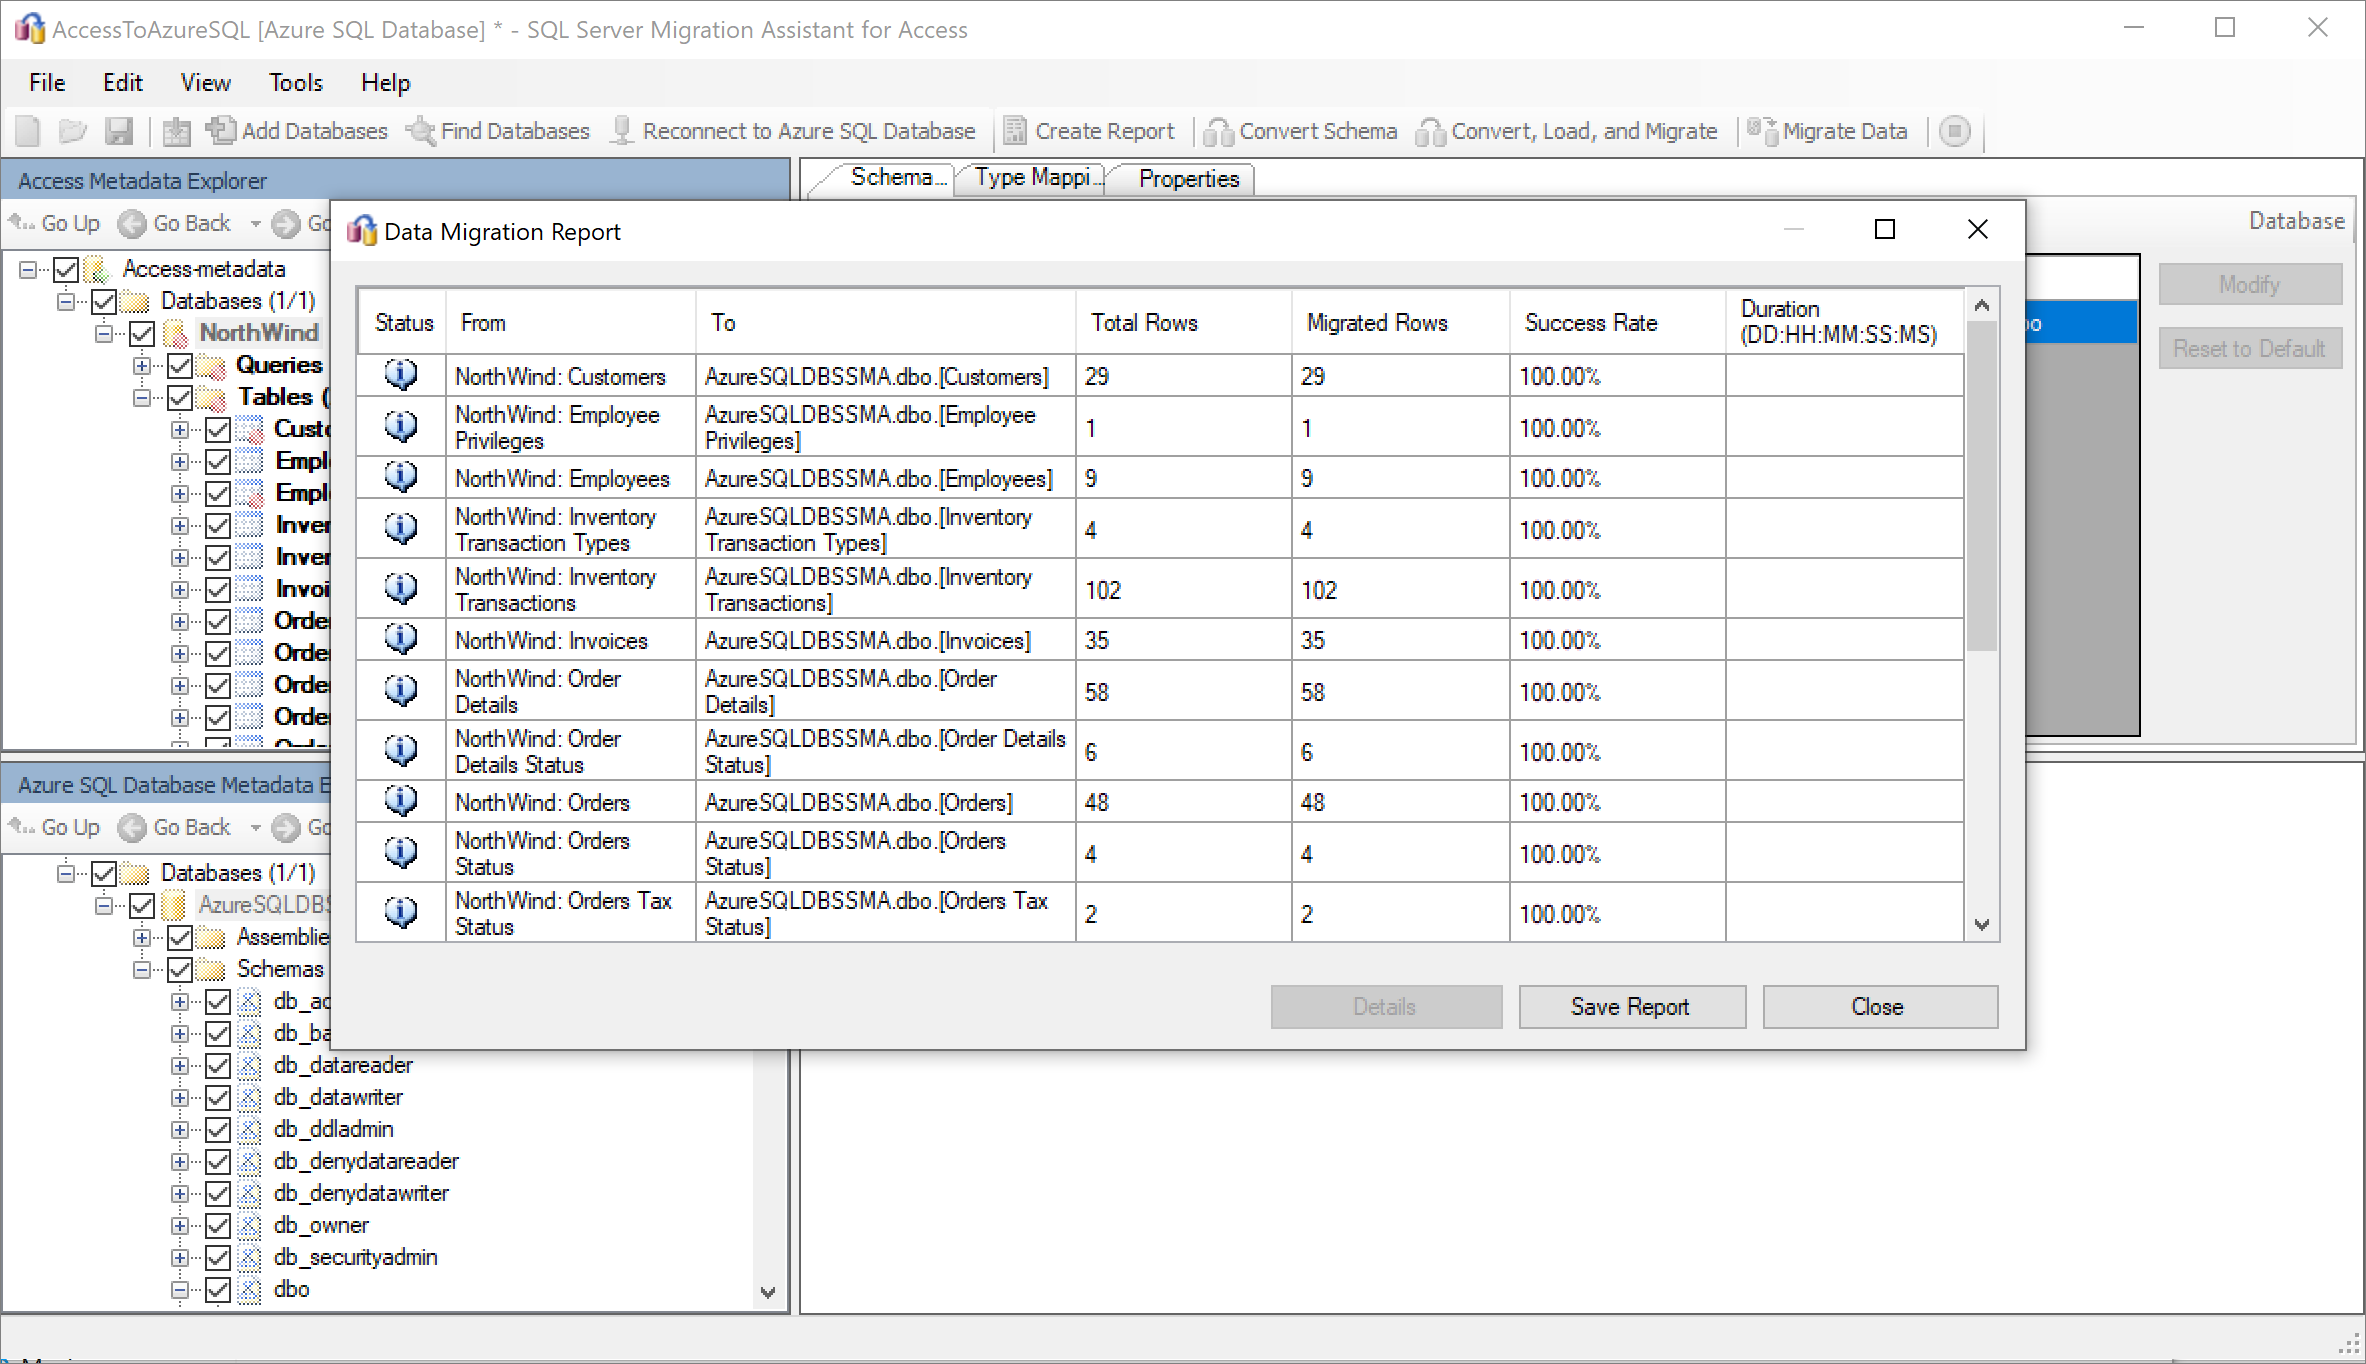 AccessToAzureSQL [Azure SQL Database] * - SQL Server Migration Assistant for Access
File Edit View Tools Help
Add Databases Find Databases Reconnect to Azure SQL Database Create Report Convert Schema Convert, Load, and Migrate Migrate Data
Access Metadata Explorer
Schema... Type Mappi... Properties
Go Up Go Back
Database
Modify
Reset to Default
Access-metadata
Databases (1/1)
NorthWind
Queries
Tables (
Custo
Empl
Empl
Inver
Inver
Invoi
Orde
Orde
Orde
Orde
Data Migration Report
Status From To Total Rows Migrated Rows Success Rate Duration
(DD:HH:MM:SS:MS)
NorthWind: Customers AzureSQLDBSSMA.dbo.[Customers] 29 29 100.00%
NorthWind: Employee AzureSQLDBSSMA.dbo.[Employee
Privileges Privileges] 1 1 100.00%
NorthWind: Employees AzureSQLDBSSMA.dbo.[Employees] 9 9 100.00%
NorthWind: Inventory AzureSQLDBSSMA.dbo.[Inventory
Transaction Types Transaction Types] 4 4 100.00%
NorthWind: Inventory AzureSQLDBSSMA.dbo.[Inventory
Transactions Transactions] 102 102 100.00%
NorthWind: Invoices AzureSQLDBSSMA.dbo.[Invoices] 35 35 100.00%
NorthWind: Order AzureSQLDBSSMA.dbo.[Order
Details Details] 58 58 100.00%
NorthWind: Order AzureSQLDBSSMA.dbo.[Order Details
Details Status Status] 6 6 100.00%
NorthWind: Orders AzureSQLDBSSMA.dbo.[Orders] 48 48 100.00%
NorthWind: Orders AzureSQLDBSSMA.dbo.[Orders
Status Status] 4 4 100.00%
NorthWind: Orders Tax AzureSQLDBSSMA.dbo.[Orders Tax
Status Status] 2 2 100.00%
Details Save Report Close
Azure SQL Database Metadata E
Go Up Go Back
Databases (1/1)
AzureSQLDBS
Assemblie
Schemas
db_ac
db_ba
db_datareader
db_datawriter
db_ddladmin
db_denydatareader
db_denydatawriter
db_owner
db_securityadmin
dbo